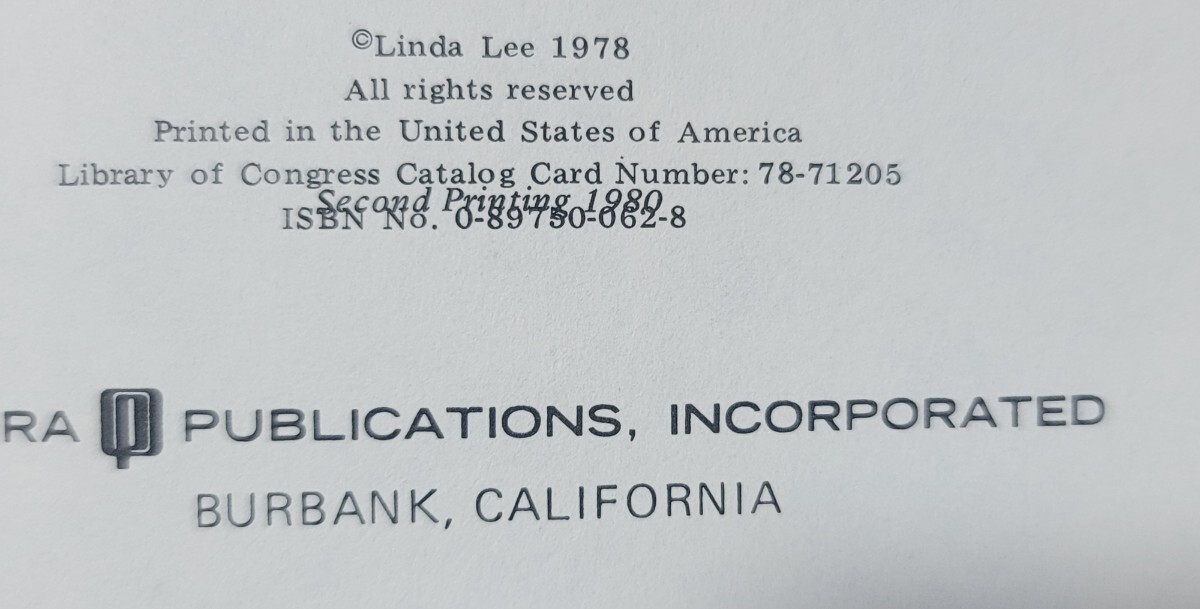 ©Linda Lee 1978
All rights reserved
Printed in the United States of America
Library of Congress Catalog Card Number: 78-71205
Second Printing 1980
ISBN No. 0-89750-062-8
RA PUBLICATIONS, INCORPORATED
BURBANK, CALIFORNIA